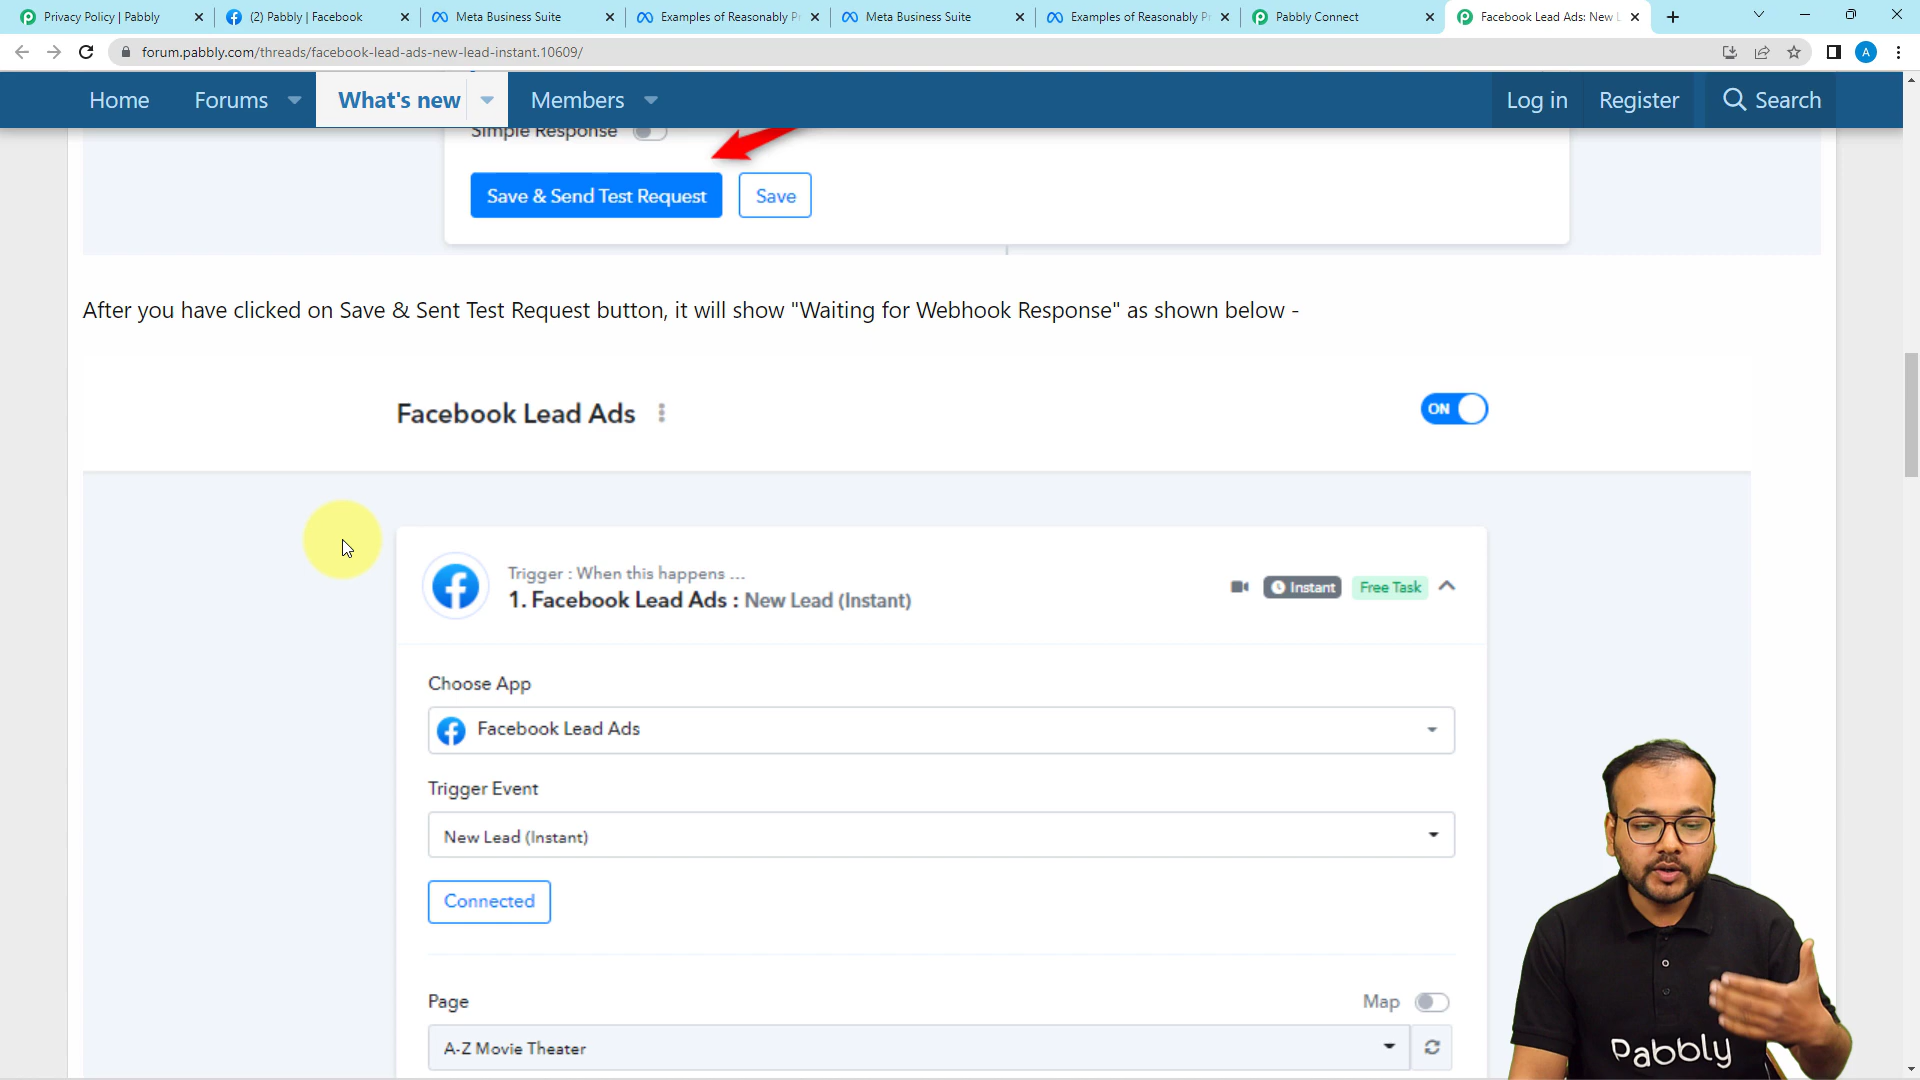 Privacy Policy | Pabbly
(2) Pabbly | Facebook
Meta Business Suite
Examples of Reasonably P
Meta Business Suite
Examples of Reasonably P
Pabbly Connect
Facebook Lead Ads: New L
forum.pabbly.com/threads/facebook-lead-ads-new-lead-instant.10609/
A
Home
Forums
What's new
Members
Log in
Register
Search
Simple Response
Save & Send Test Request
Save
After you have clicked on Save & Sent Test Request button, it will show "Waiting for Webhook Response" as shown below -
Facebook Lead Ads
ON
Trigger : When this happens ...
1. Facebook Lead Ads : New Lead (Instant)
Instant
Free Task
Choose App
Facebook Lead Ads
Trigger Event
New Lead (Instant)
Connected
Page
Map
A-Z Movie Theater
Pabbly